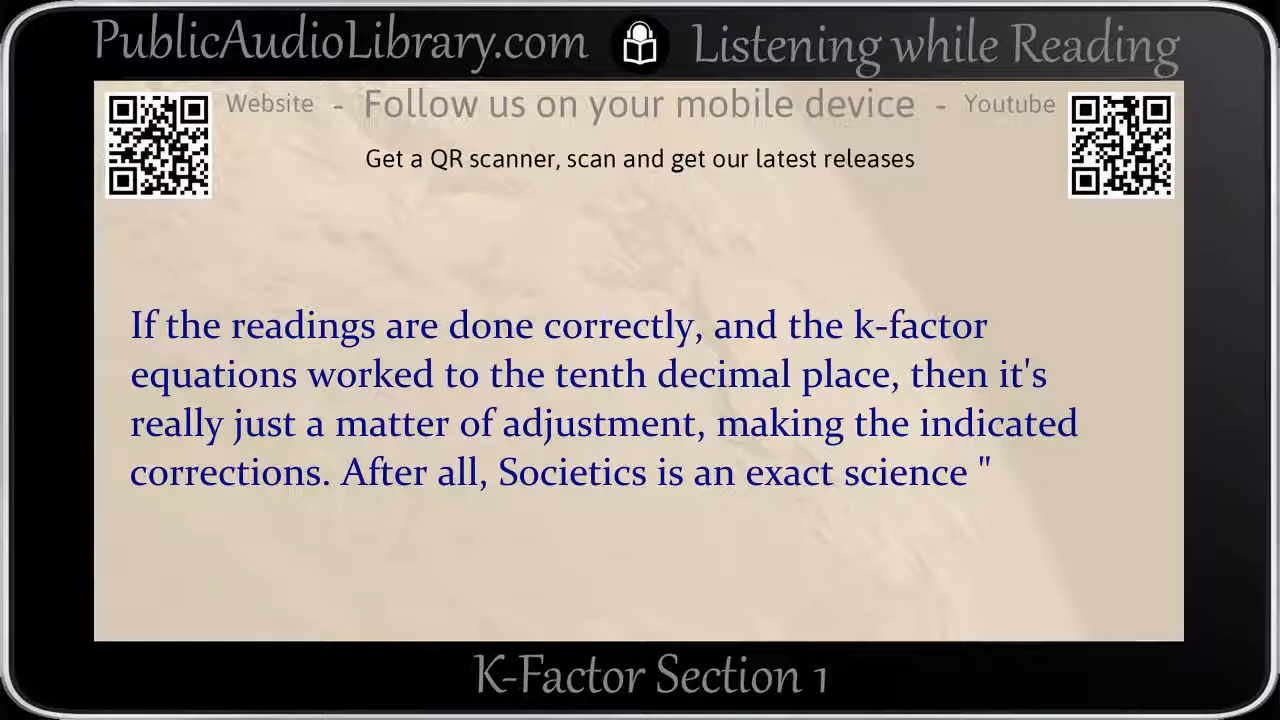 PublicAudioLibrary.com Listening while Reading
Website - Follow us on your mobile device - Youtube
Get a QR scanner, scan and get our latest releases
If the readings are done correctly, and the k-factor
equations worked to the tenth decimal place, then it's
really just a matter of adjustment, making the indicated
corrections. After all, Societics is an exact science "
K-Factor Section 1